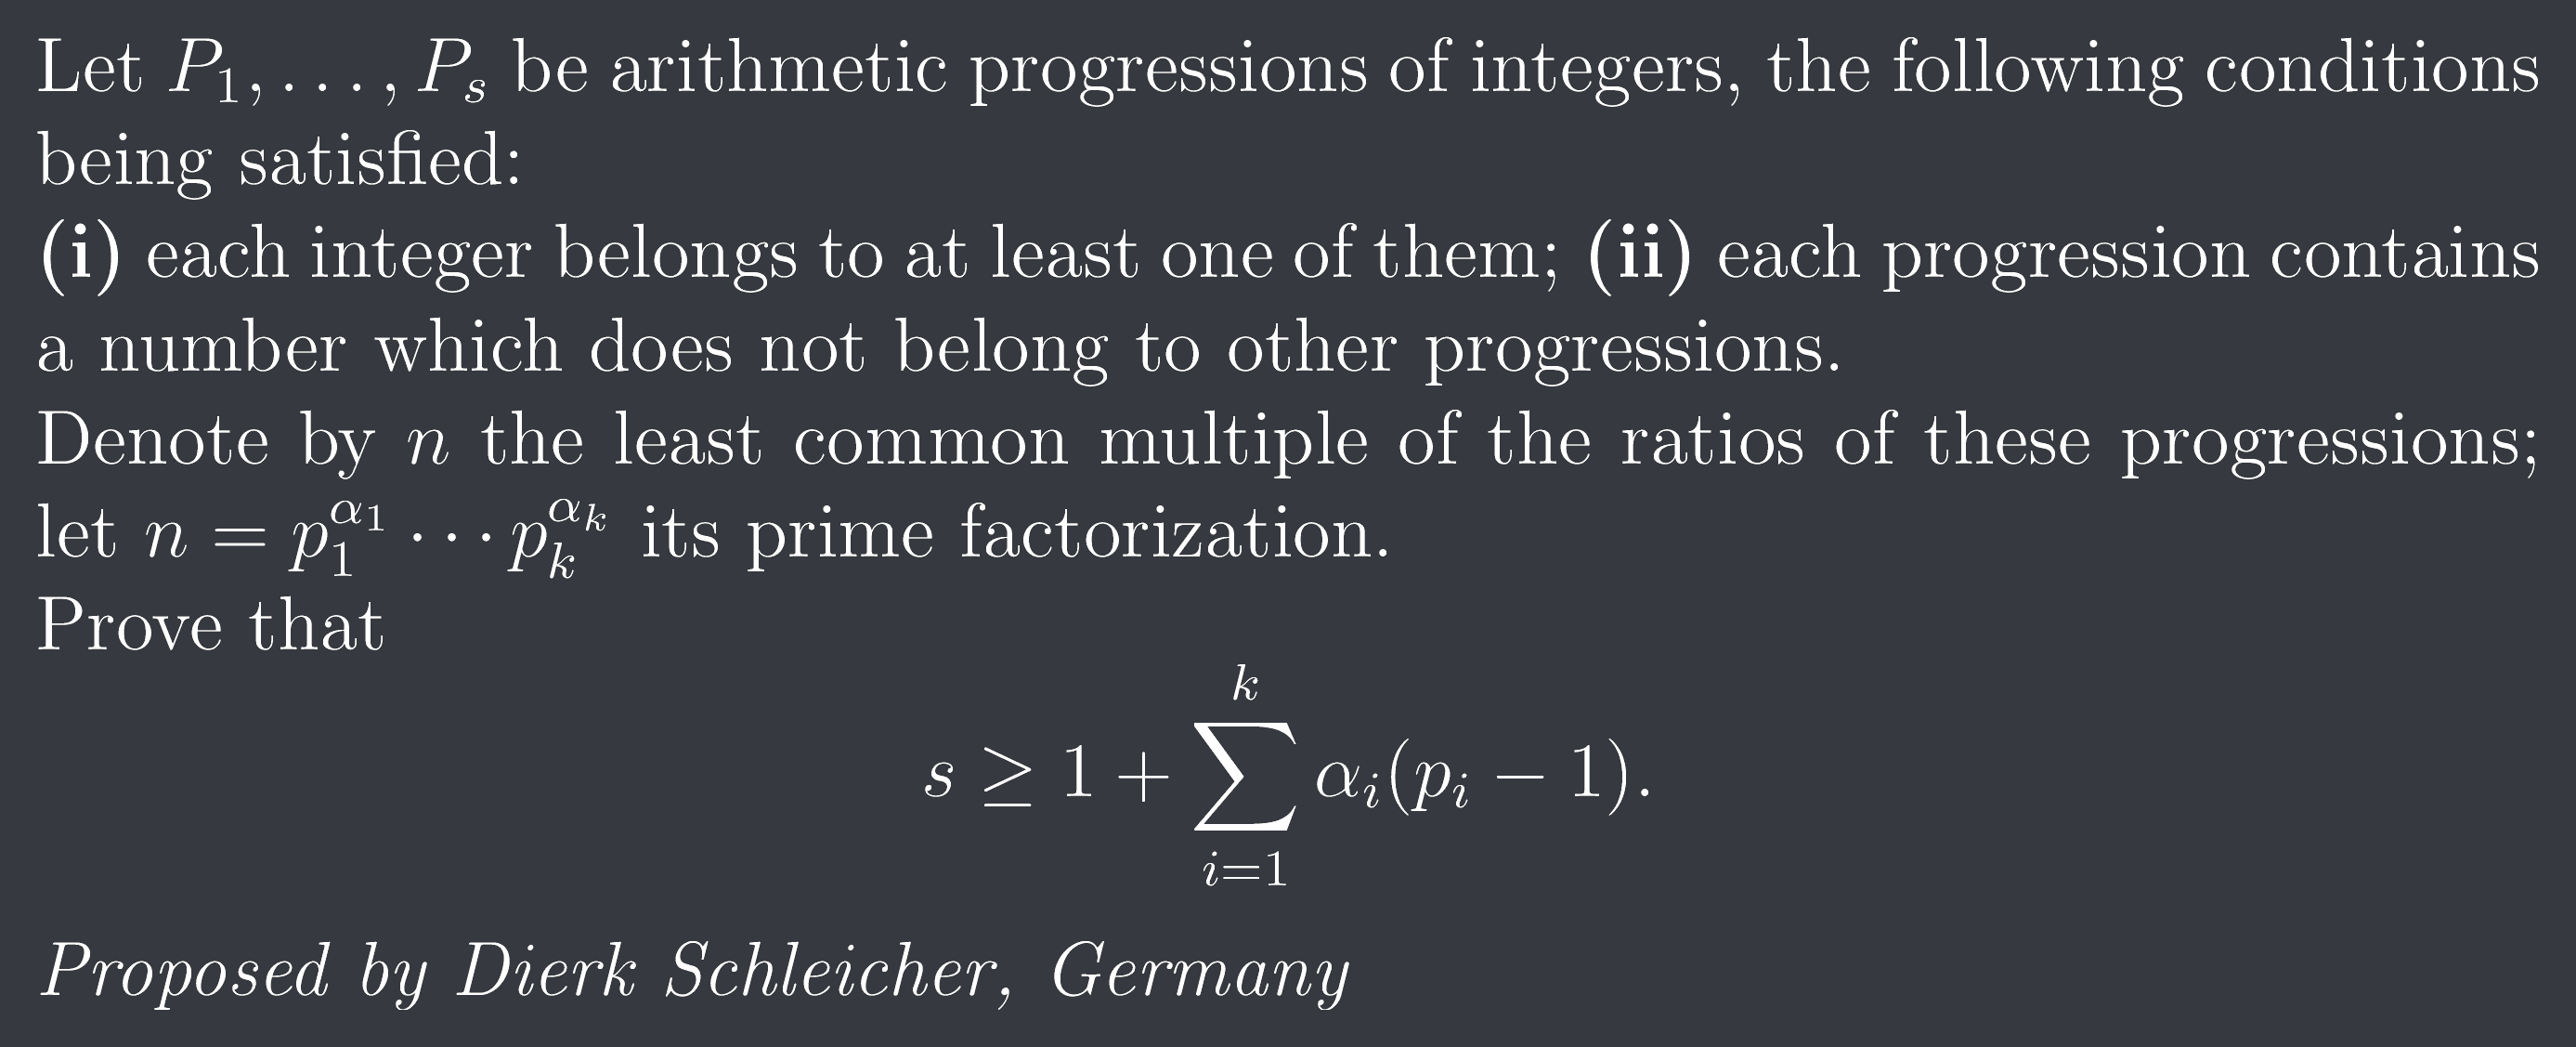 Let $P_1, \ldots, P_s$ be arithmetic progressions of integers, the following conditions
being satisfied:
(i) each integer belongs to at least one of them; (ii) each progression contains
a number which does not belong to other progressions.
Denote by $n$ the least common multiple of the ratios of these progressions;
let $n = p_1^{\alpha_1} \cdots p_k^{\alpha_k}$ its prime factorization.
Prove that
$$s \geq 1 + \sum_{i=1}^{k} \alpha_i(p_i - 1).$$
Proposed by Dierk Schleicher, Germany